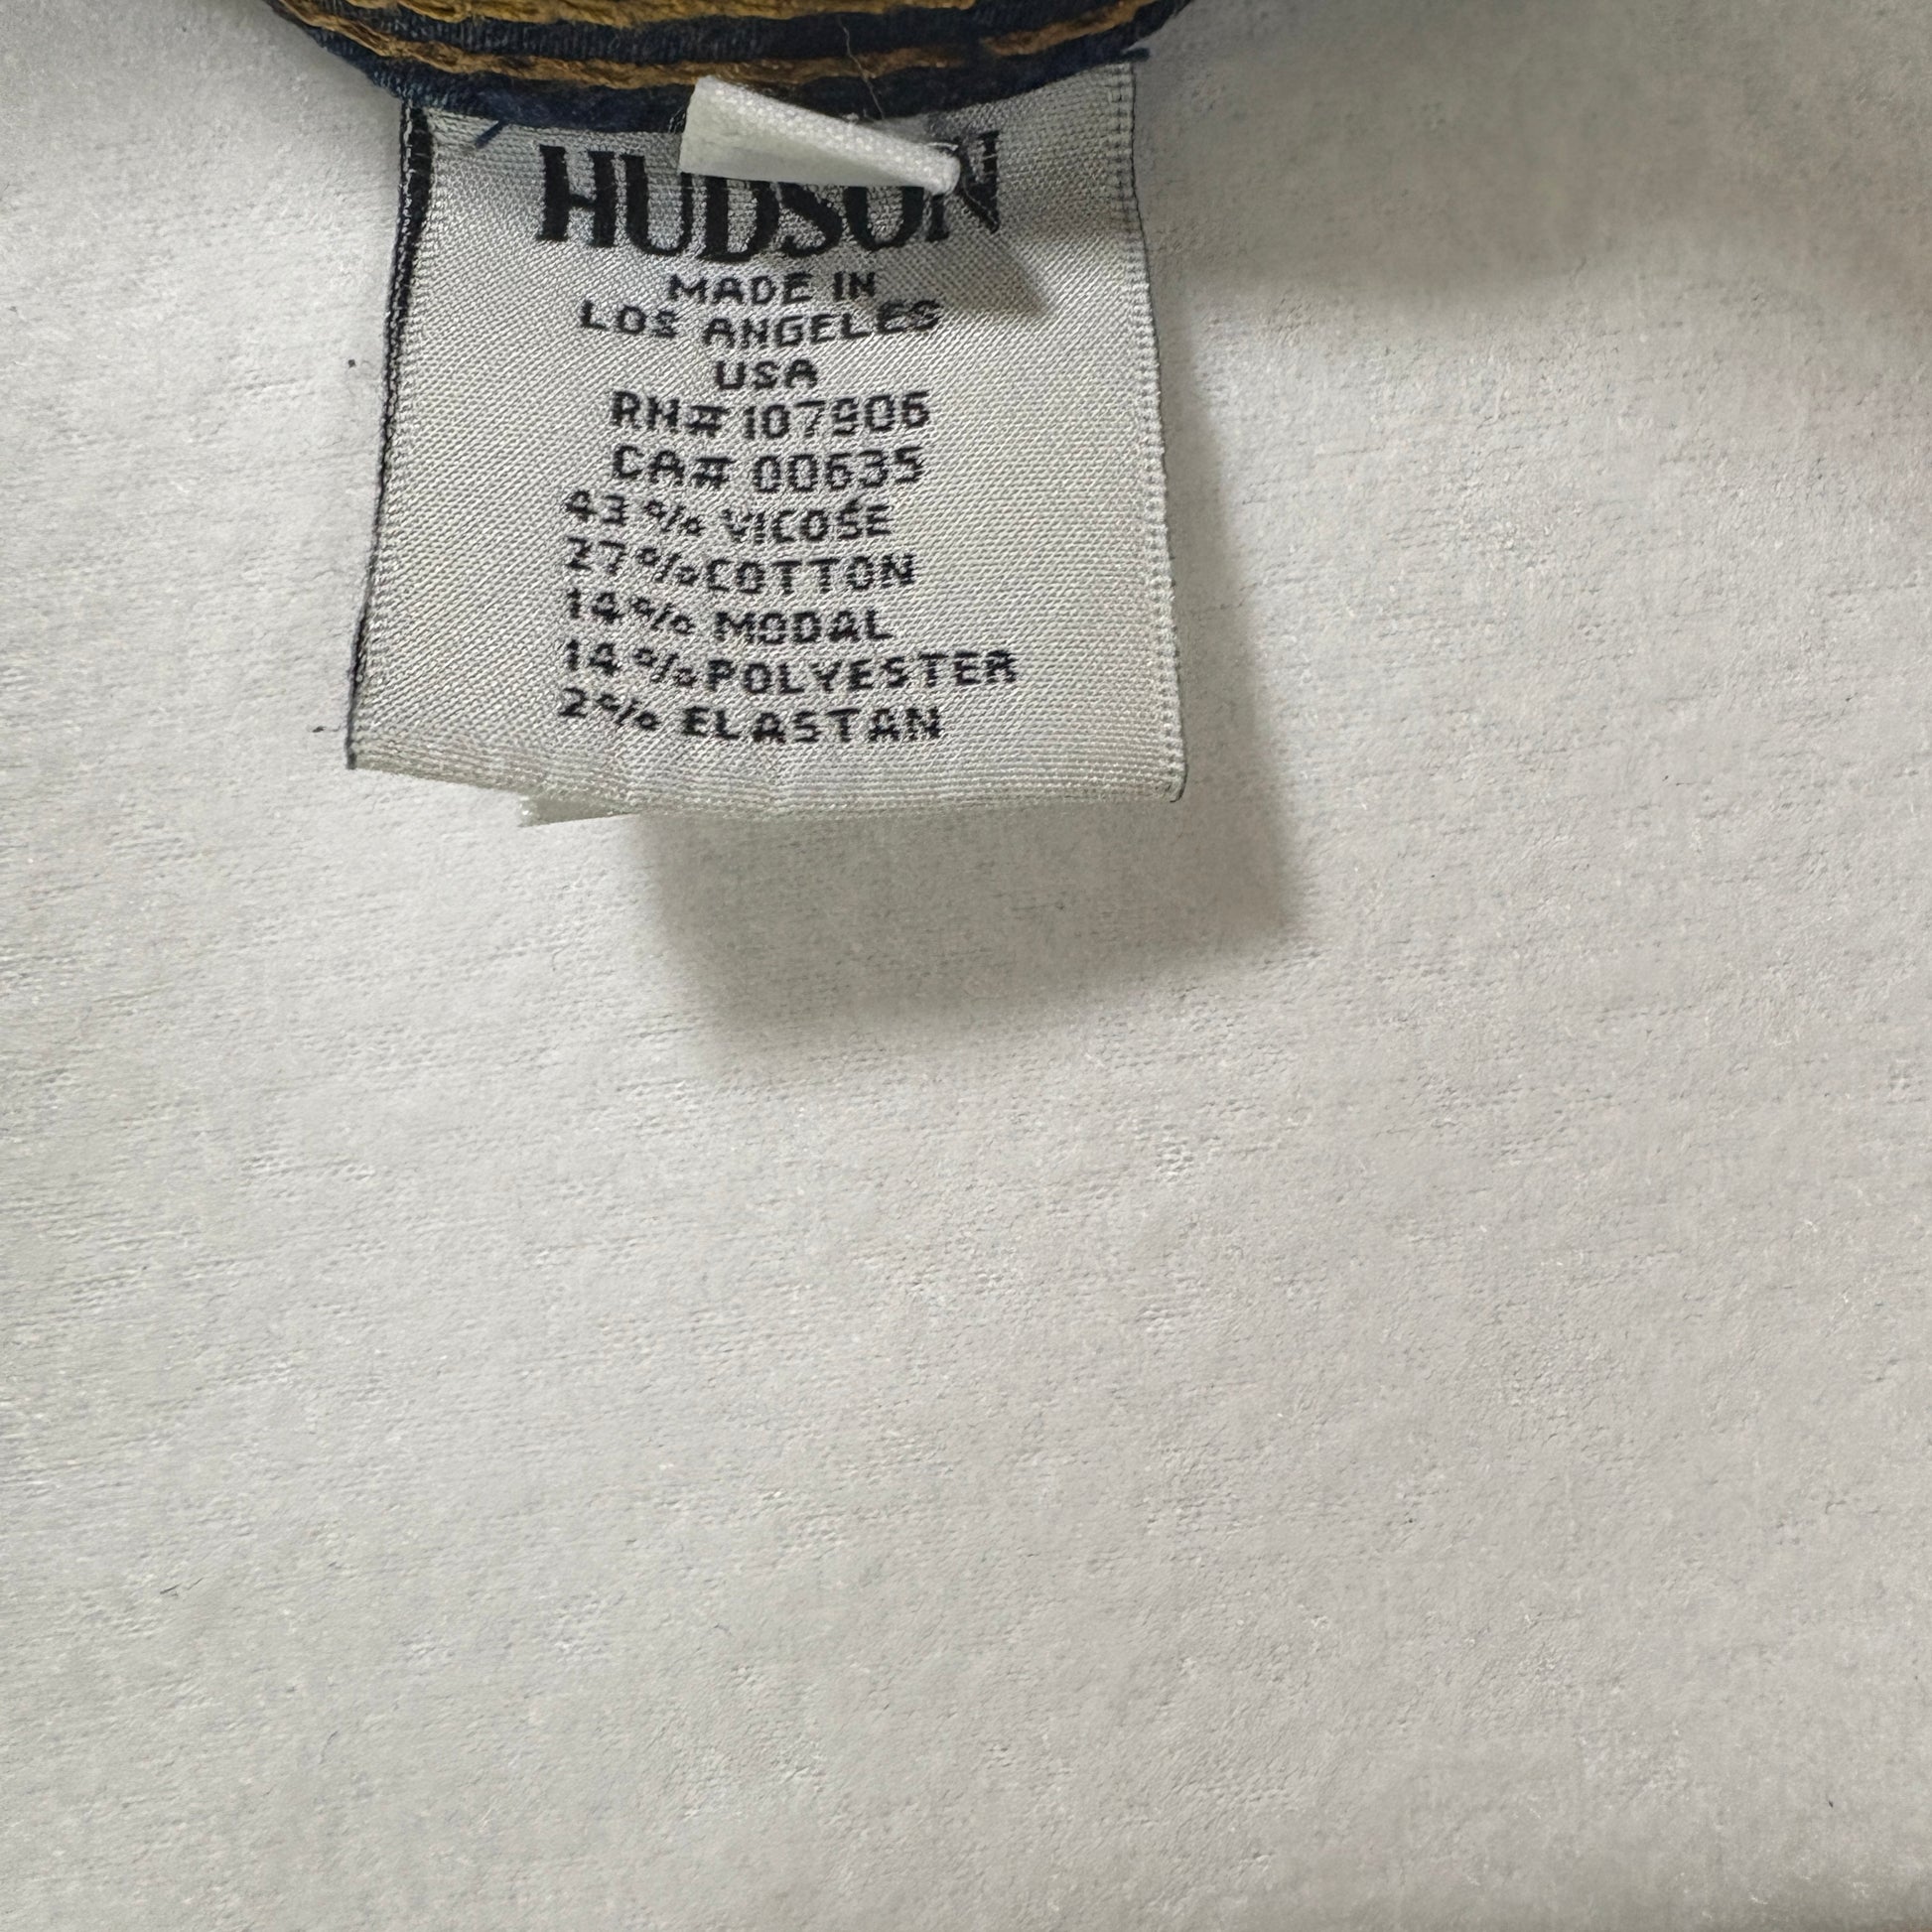 HUDSON
MADE IN
LOS ANGELES
USA
RN# 107906
CA# 00635
43% VICOSE
27% COTTON
14% MODAL
14% POLYESTER
2% ELASTAN